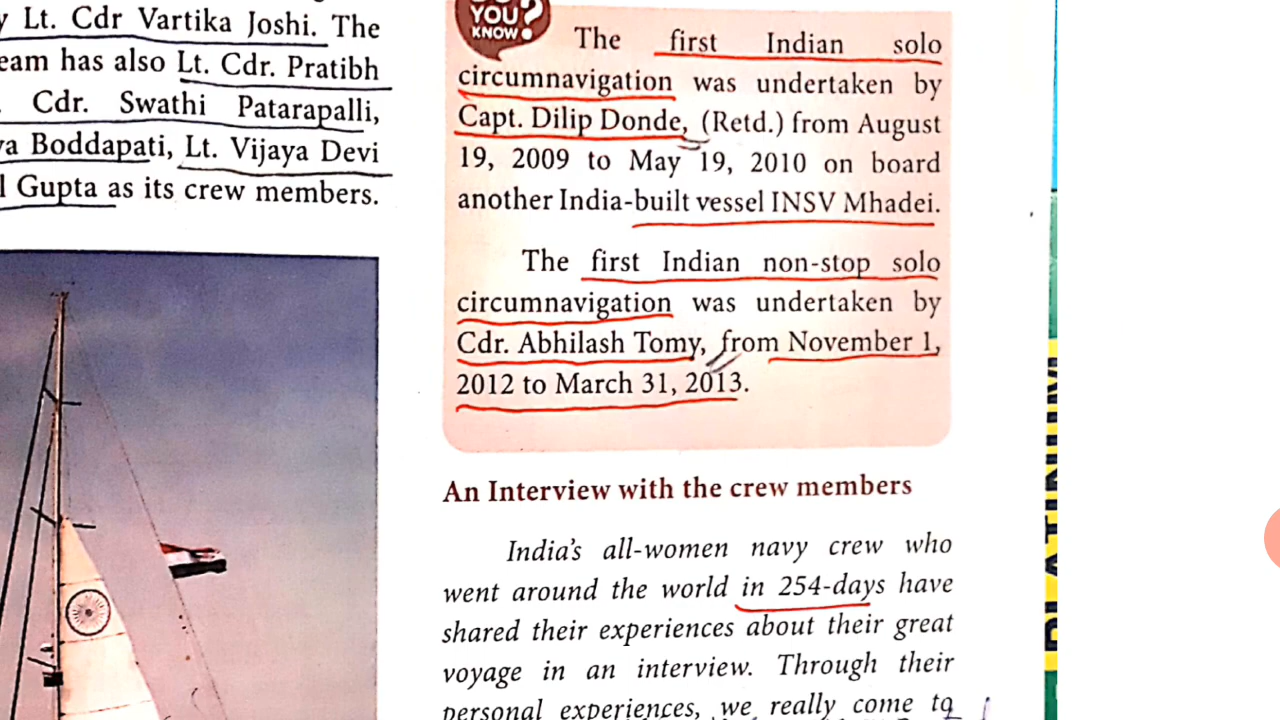 y Lt. Cdr Vartika Joshi. The
eam has also Lt. Cdr. Pratibh
. Cdr. Swathi Patarapalli,
va Boddapati, Lt. Vijaya Devi
l Gupta as its crew members.
YOU
KNOW
?
The first Indian solo
circumnavigation was undertaken by
Capt. Dilip Donde, (Retd.) from August
19, 2009 to May 19, 2010 on board
another India-built vessel INSV Mhadei.
The first Indian non-stop solo
circumnavigation was undertaken by
Cdr. Abhilash Tomy, from November 1,
2012 to March 31, 2013.
An Interview with the crew members
India's all-women navy crew who
went around the world in 254-days have
shared their experiences about their great
voyage in an interview. Through their
personal experiences, we really come to
PLATINUM